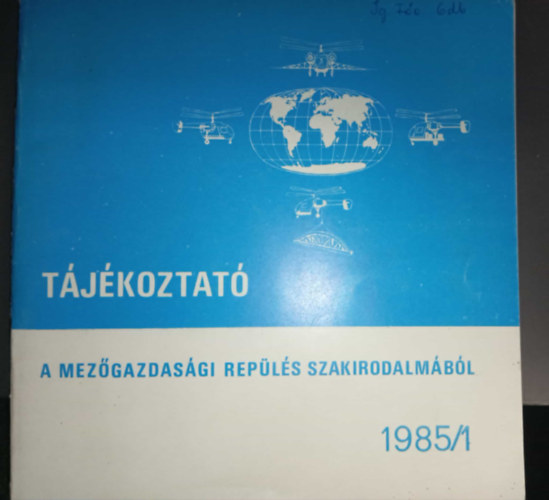 TÁJÉKOZTATÓ
A MEZŐGAZDASÁGI REPÜLÉS SZAKIRODALMÁBÓL
1985/1